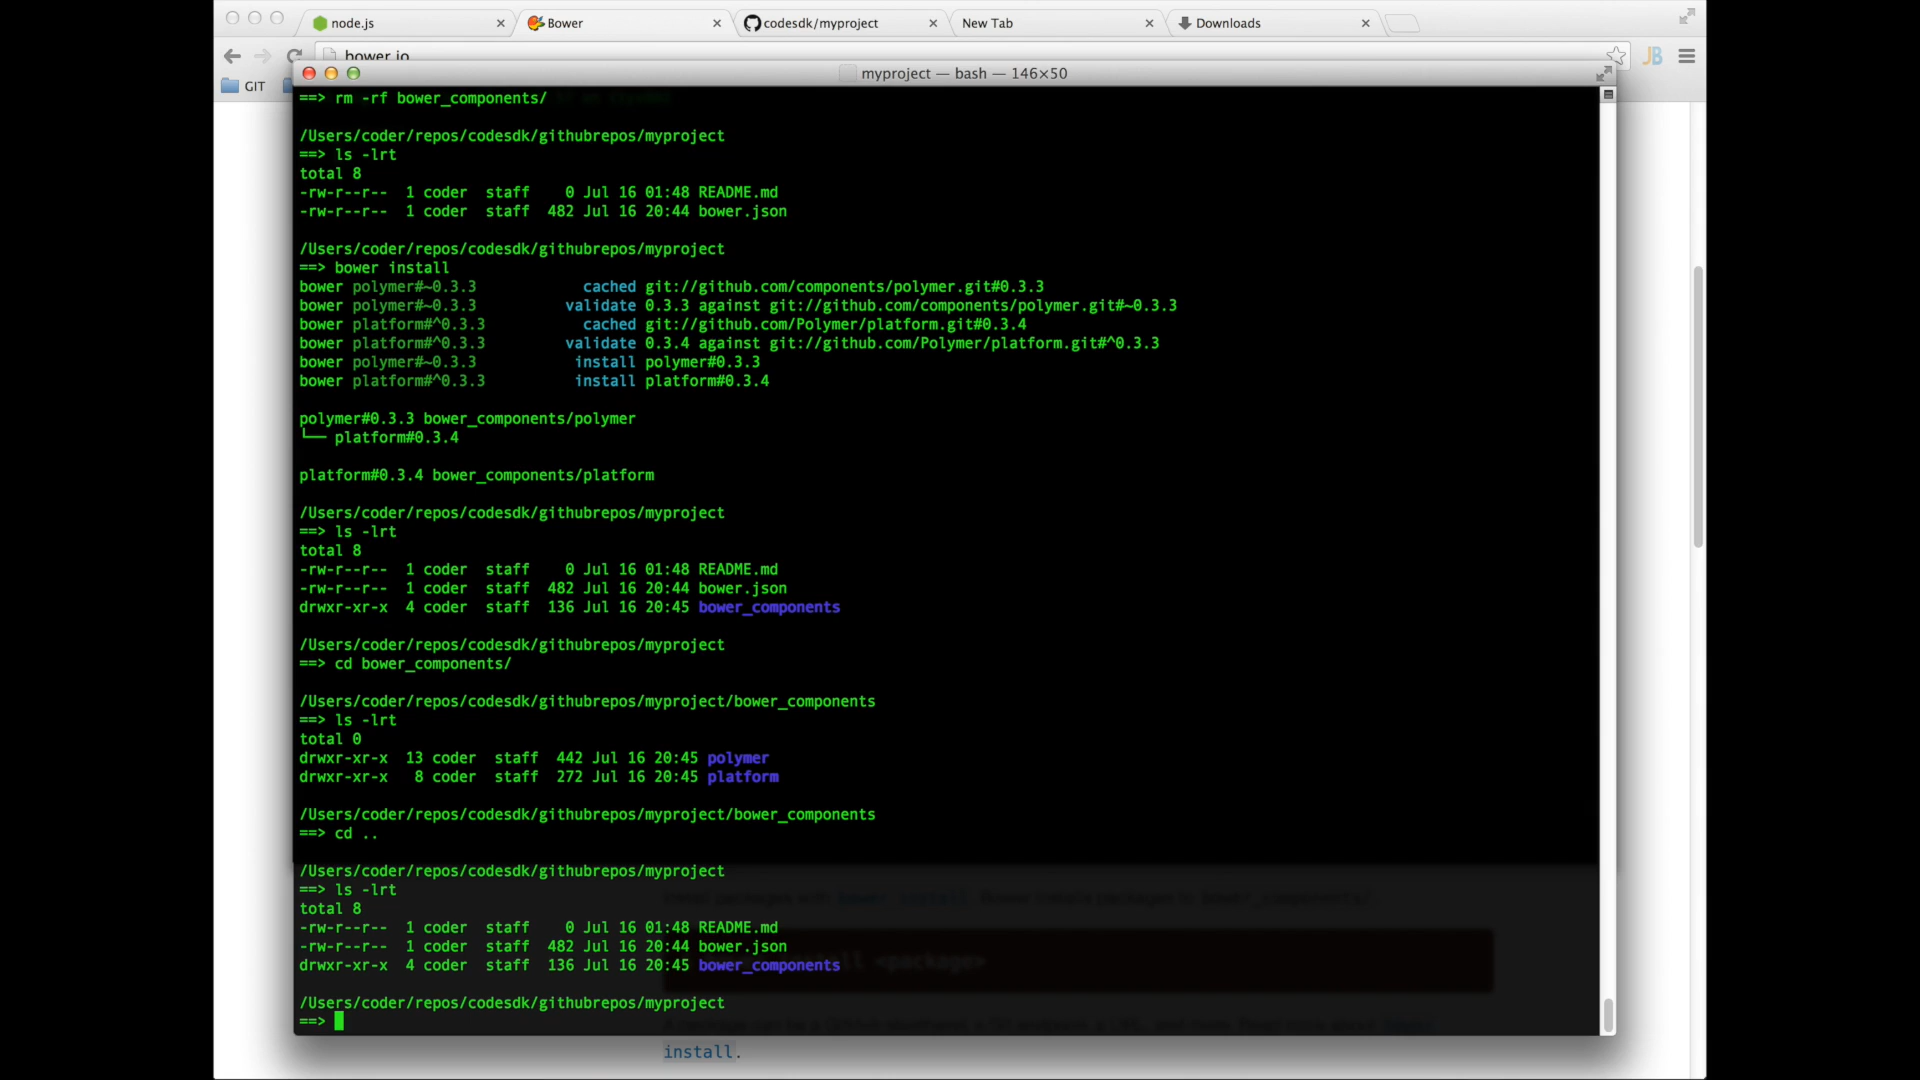 node.js
Bower
codesdk/myproject
New Tab
Downloads
bower.io
JB
GIT
myproject — bash — 146×50
==> rm -rf bower_components/
/Users/coder/repos/codesdk/githubrepos/myproject
==> ls -lrt
total 8
-rw-r--r--  1 coder  staff    0 Jul 16 01:48 README.md
-rw-r--r--  1 coder  staff  482 Jul 16 20:44 bower.json
/Users/coder/repos/codesdk/githubrepos/myproject
==> bower install
bower polymer#~0.3.3            cached git://github.com/components/polymer.git#0.3.3
bower polymer#~0.3.3          validate 0.3.3 against git://github.com/components/polymer.git#~0.3.3
bower platform#^0.3.3           cached git://github.com/Polymer/platform.git#0.3.4
bower platform#^0.3.3         validate 0.3.4 against git://github.com/Polymer/platform.git#^0.3.3
bower polymer#~0.3.3           install polymer#0.3.3
bower platform#^0.3.3          install platform#0.3.4
polymer#0.3.3 bower_components/polymer
└── platform#0.3.4
platform#0.3.4 bower_components/platform
/Users/coder/repos/codesdk/githubrepos/myproject
==> ls -lrt
total 8
-rw-r--r--  1 coder  staff    0 Jul 16 01:48 README.md
-rw-r--r--  1 coder  staff  482 Jul 16 20:44 bower.json
drwxr-xr-x  4 coder  staff  136 Jul 16 20:45 bower_components
/Users/coder/repos/codesdk/githubrepos/myproject
==> cd bower_components/
/Users/coder/repos/codesdk/githubrepos/myproject/bower_components
==> ls -lrt
total 0
drwxr-xr-x  13 coder  staff  442 Jul 16 20:45 polymer
drwxr-xr-x   8 coder  staff  272 Jul 16 20:45 platform
/Users/coder/repos/codesdk/githubrepos/myproject/bower_components
==> cd ..
/Users/coder/repos/codesdk/githubrepos/myproject
==> ls -lrt
total 8
-rw-r--r--  1 coder  staff    0 Jul 16 01:48 README.md
-rw-r--r--  1 coder  staff  482 Jul 16 20:44 bower.json
drwxr-xr-x  4 coder  staff  136 Jul 16 20:45 bower_components
<package>
/Users/coder/repos/codesdk/githubrepos/myproject
==>
install.